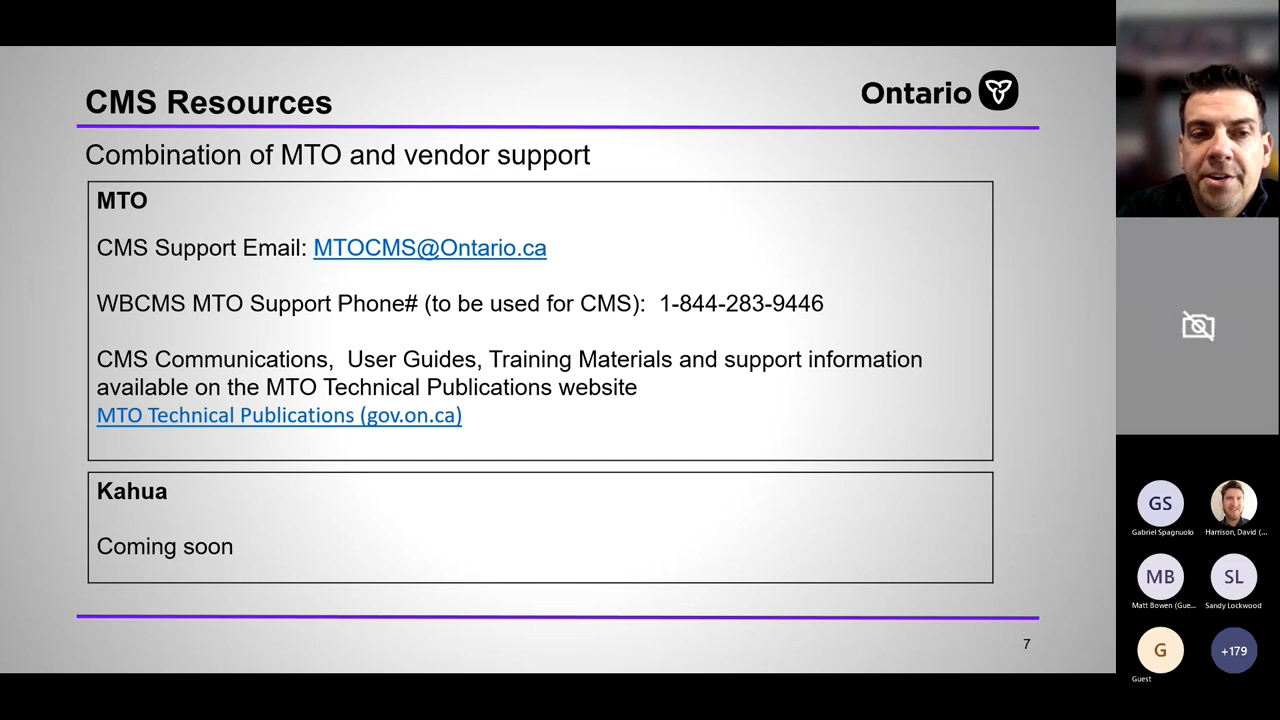 CMS Resources
Ontario
Combination of MTO and vendor support
MTO
CMS Support Email: MTOCMS@Ontario.ca
WBCMS MTO Support Phone# (to be used for CMS): 1-844-283-9446
CMS Communications, User Guides, Training Materials and support information
available on the MTO Technical Publications website
MTO Technical Publications (gov.on.ca)
Kahua
Coming soon
7
GS
Gabriel Spagnuolo
Harrison, David (...
MB
Matt Bowen (Gue...
SL
Sandy Lockwood
G
Guest
+179